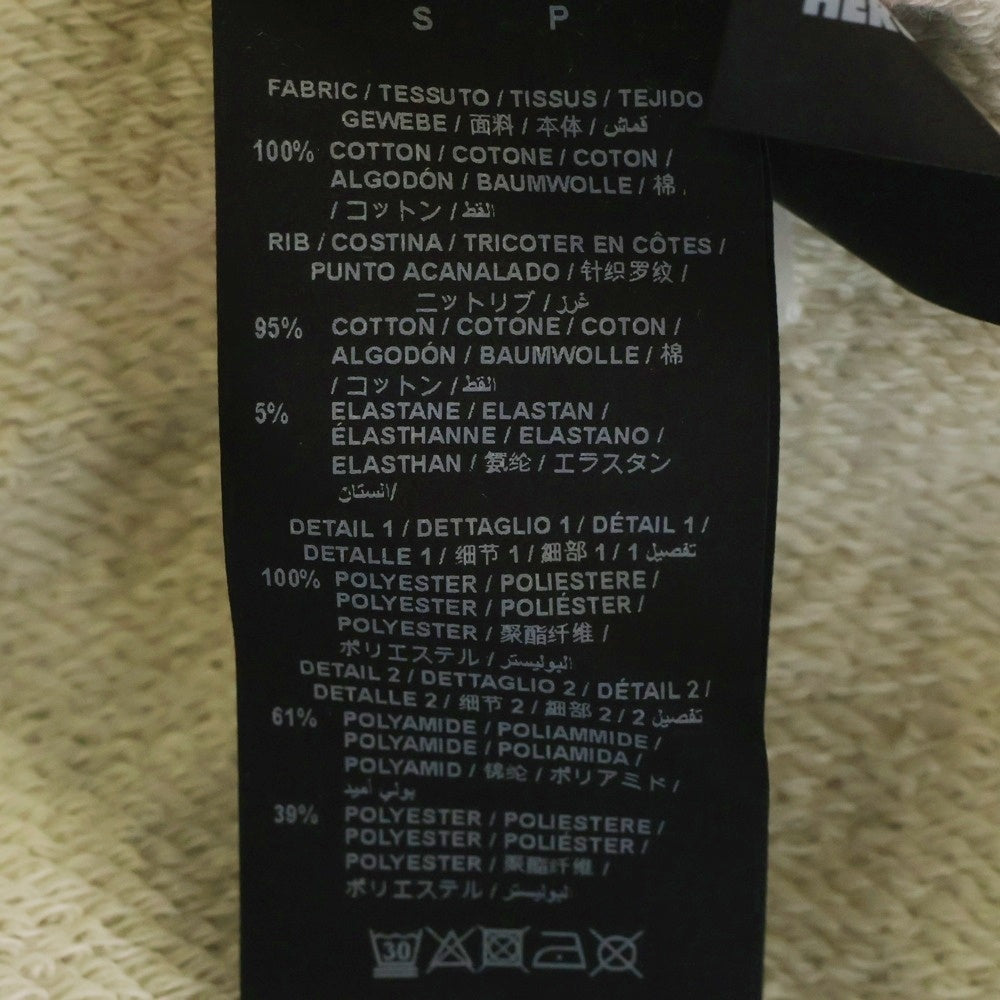 S P
FABRIC / TESSUTO / TISSUS / TEJIDO
GEWEBE / 面料 / 本体 / قماش
100% COTTON / COTONE / COTON /
ALGODÓN / BAUMWOLLE / 棉
/ コットン / القط
RIB / COSTINA / TRICOTER EN CÔTES /
PUNTO ACANALADO / 针织罗纹 /
ニットリブ / غرز
95% COTTON / COTONE / COTON /
ALGODÓN / BAUMWOLLE / 棉
/ コットン / القط
5% ELASTANE / ELASTAN /
ÉLASTHANNE / ELASTANO /
ELASTHAN / 氨纶 / エラスタン
الستان/
DETAIL 1 / DETTAGLIO 1 / DÉTAIL 1 /
DETALLE 1 / 细节 1 / 細部 1 / 1 تفصيل
100% POLYESTER / POLIESTERE /
POLYESTER / POLIÉSTER /
POLYESTER / 聚酯纤维 /
ポリエステル / البوليستر
DETAIL 2 / DETTAGLIO 2 / DÉTAIL 2 /
DETALLE 2 / 细节 2 / 細部 2 / 2 تفصيل
61% POLYAMIDE / POLIAMMIDE /
POLYAMIDE / POLIAMIDA /
POLYAMID / 锦纶 / ポリアミド /
بولي أميد
39% POLYESTER / POLIESTERE /
POLYESTER / POLIÉSTER /
POLYESTER / 聚酯纤维 /
ポリエステル / البوليستر
30